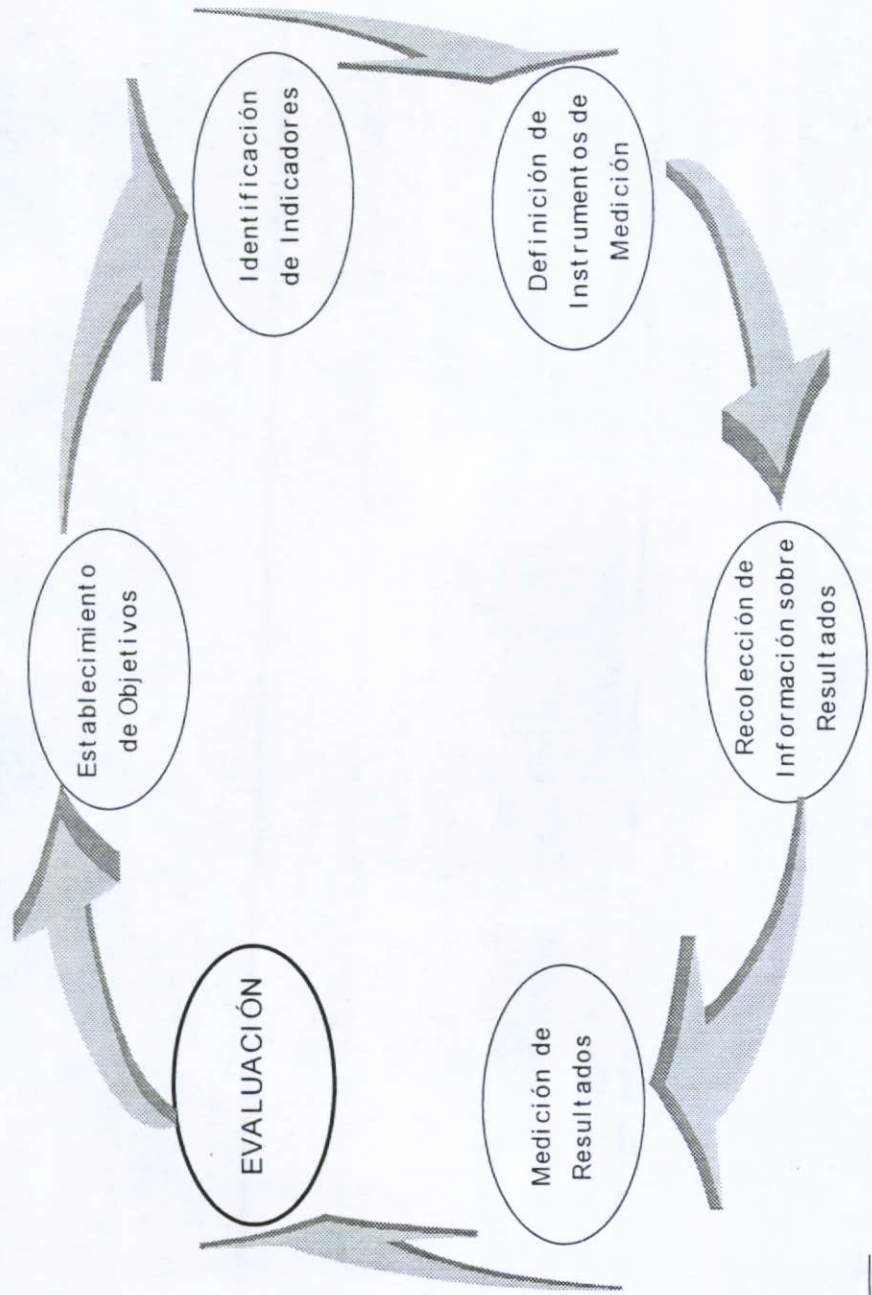 EVALUACIÓN
Establecimiento
de Objetivos
Identificación
de Indicadores
Definición de
Instrumentos de
Medición
Recolección de
Información sobre
Resultados
Medición de
Resultados